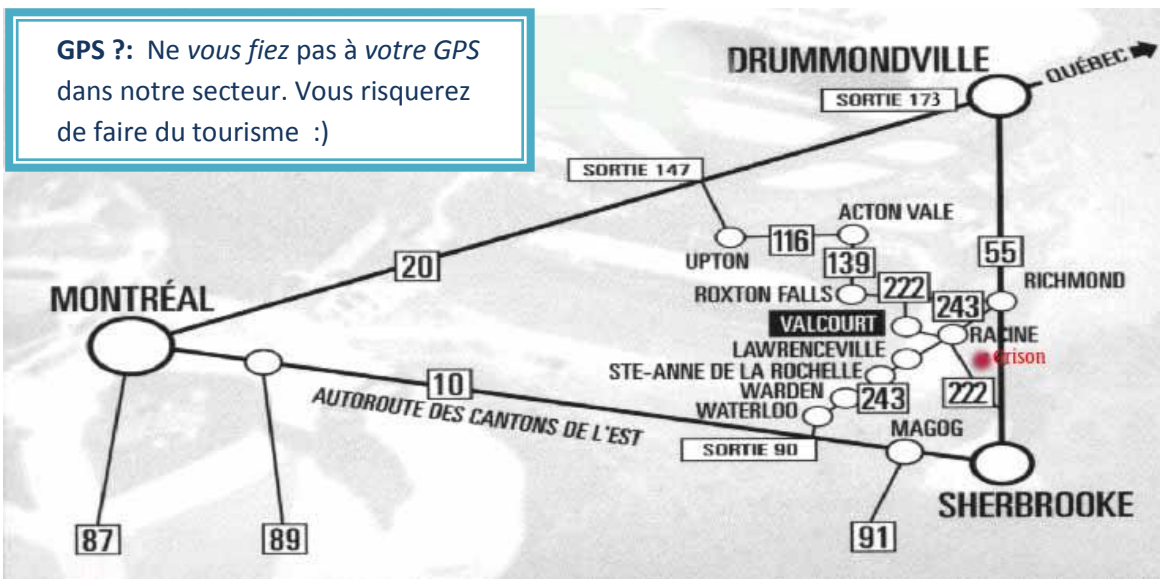 GPS ?: Ne vous fiez pas à votre GPS
dans notre secteur. Vous risquerez
de faire du tourisme :)
DRUMMONDVILLE
QUÉBEC
SORTIE 173
SORTIE 147
ACTON VALE
116
UPTON
139
55
20
ROXTON FALLS
222
RICHMOND
MONTRÉAL
243
VALCOURT
RACINE
LAWRENCEVILLE
STE-ANNE DE LA ROCHELLE
10
WARDEN
243
222
WATERLOO
AUTOROUTE DES CANTONS DE L'EST
MAGOG
SORTIE 90
SHERBROOKE
87
89
91